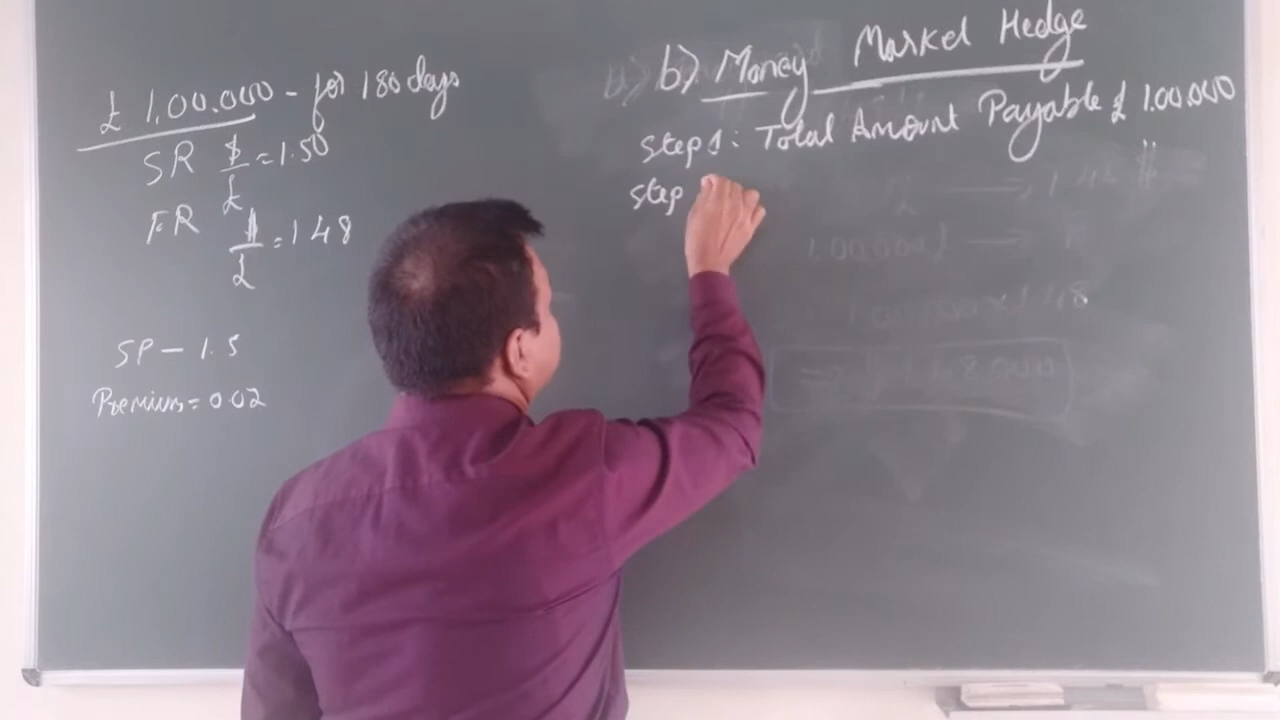 £ 1,00,000 - for 180 days
SR $/£ = 1.50
FR $/£ = 1.48
SP - 1.5
Premium = 0.02
b) Money Market Hedge
Step 1: Total Amount Payable £ 1,00,000
Step